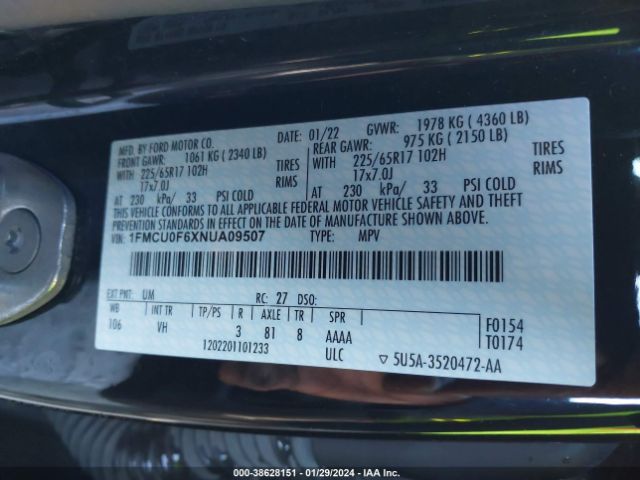 MFD. BY FORD MOTOR CO.
DATE: 01/22 GVWR: 1978 KG ( 4360 LB)
FRONT GAWR: 1061 KG ( 2340 LB) REAR GAWR: 975 KG ( 2150 LB)
WITH 225/65R17 102H TIRES WITH 225/65R17 102H TIRES
17x7.0J RIMS 17x7.0J RIMS
AT 230 kPa/ 33 PSI COLD AT 230 kPa/ 33 PSI COLD
THIS VEHICLE CONFORMS TO ALL APPLICABLE FEDERAL MOTOR VEHICLE SAFETY AND THEFT
PREVENTION STANDARDS IN EFFECT ON THE DATE OF MANUFACTURE SHOWN ABOVE.
VIN: 1FMCU0F6XNUA09507 TYPE: MPV
EXT PNT: UM RC: 27 DSO:
WB INT TR TP/PS R AXLE TR SPR
106 VH 3 81 8 AAAA
F0154
T0174
1202201101233 ULC ▽ 5U5A-3520472-AA
000-38628151 - 01/29/2024 - IAA Inc.